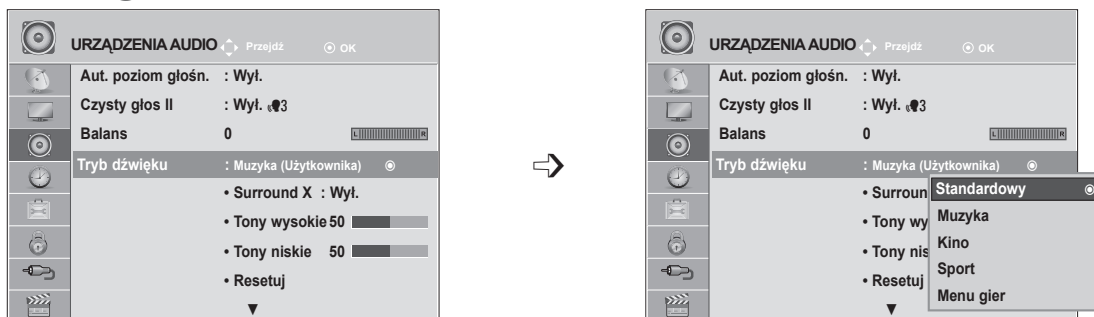 URZĄDZENIA AUDIO Przejdź OK
Aut. poziom głośn. : Wył.
Czysty głos II : Wył. 3
Balans 0 L R
Tryb dźwięku : Muzyka (Użytkownika)
• Surround X : Wył.
• Tony wysokie 50
• Tony niskie 50
• Resetuj
▼
URZĄDZENIA AUDIO Przejdź OK
Aut. poziom głośn. : Wył.
Czysty głos II : Wył. 3
Balans 0 L R
Tryb dźwięku : Muzyka (Użytkownika)
• Surroun
• Tony wy
• Tony nis
• Resetuj
▼
Standardowy
Muzyka
Kino
Sport
Menu gier